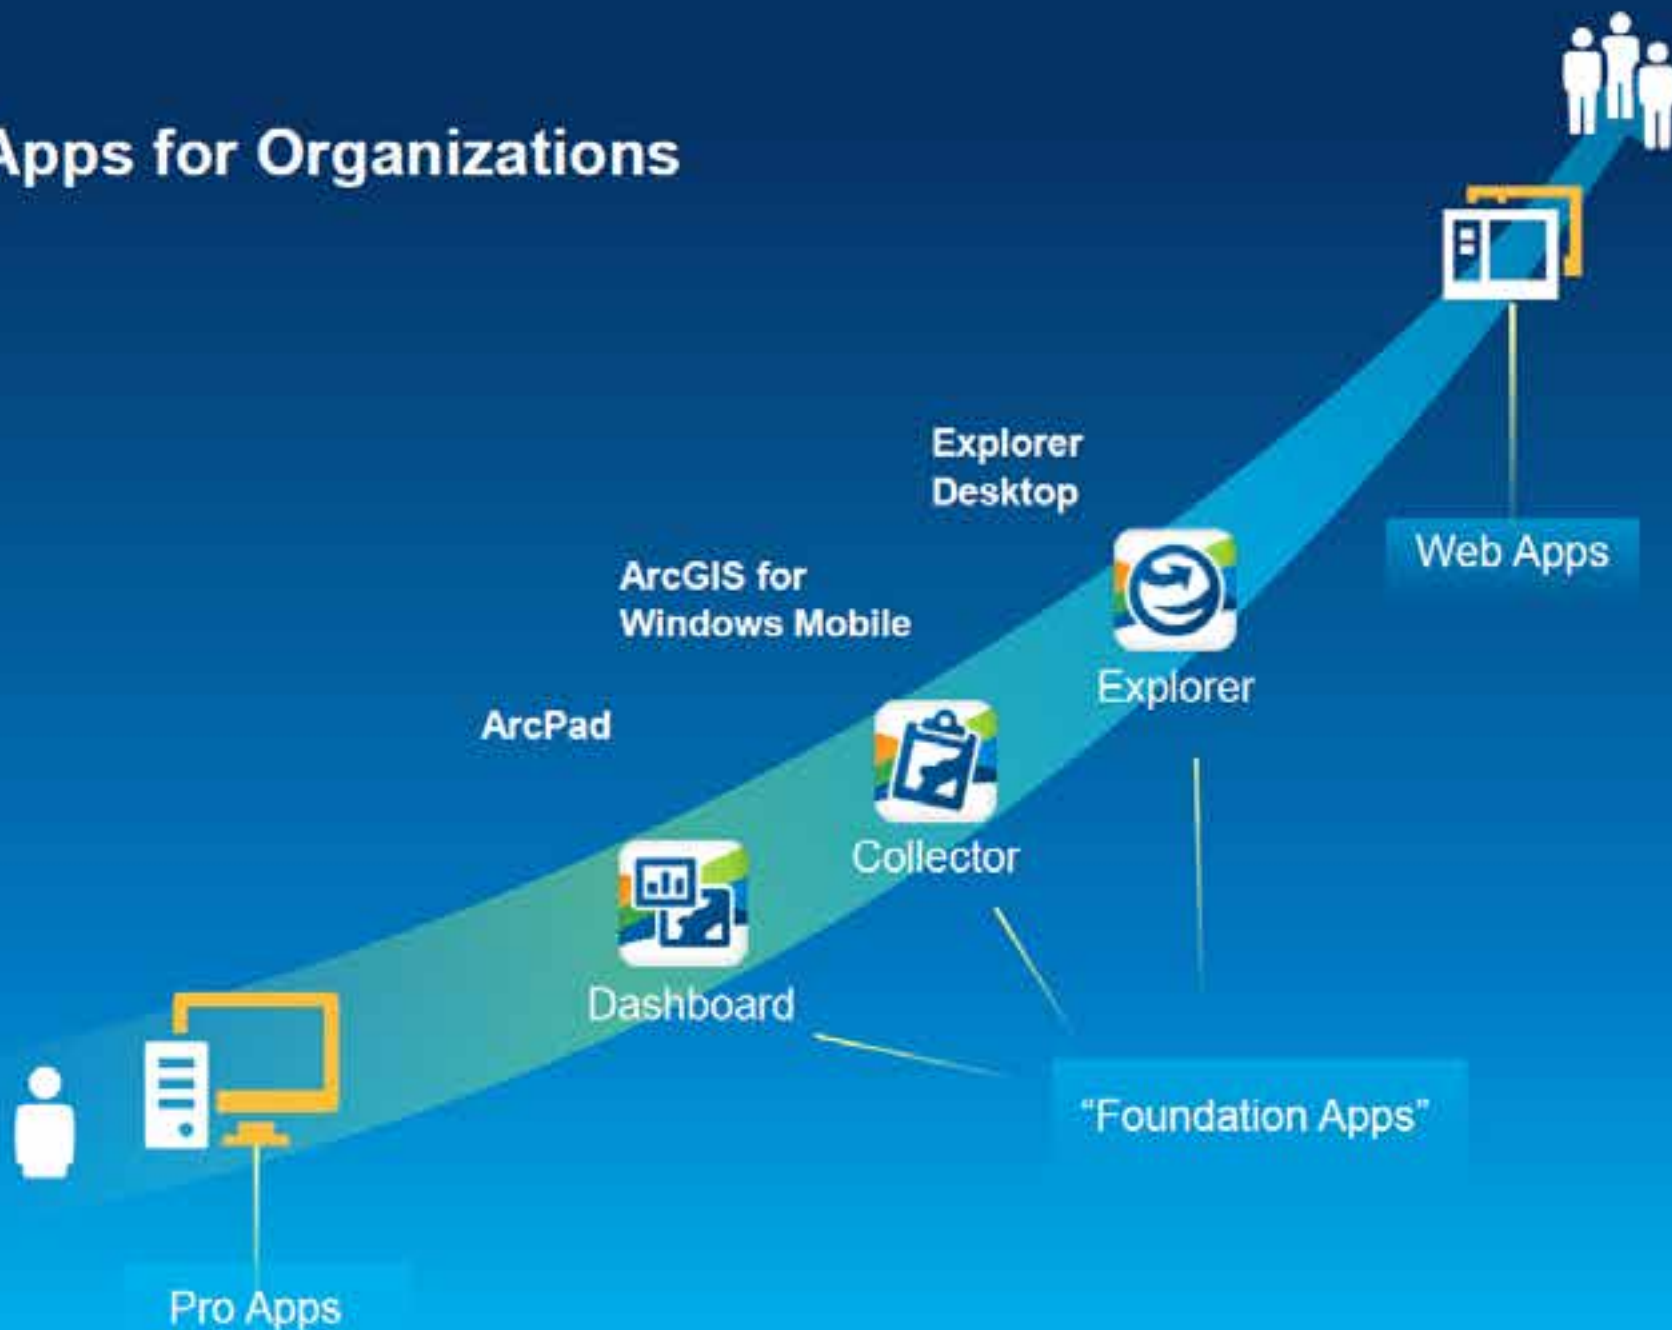 Apps for Organizations
Explorer
Desktop
Web Apps
ArcGIS for
Windows Mobile
Explorer
ArcPad
Collector
Dashboard
“Foundation Apps”
Pro Apps